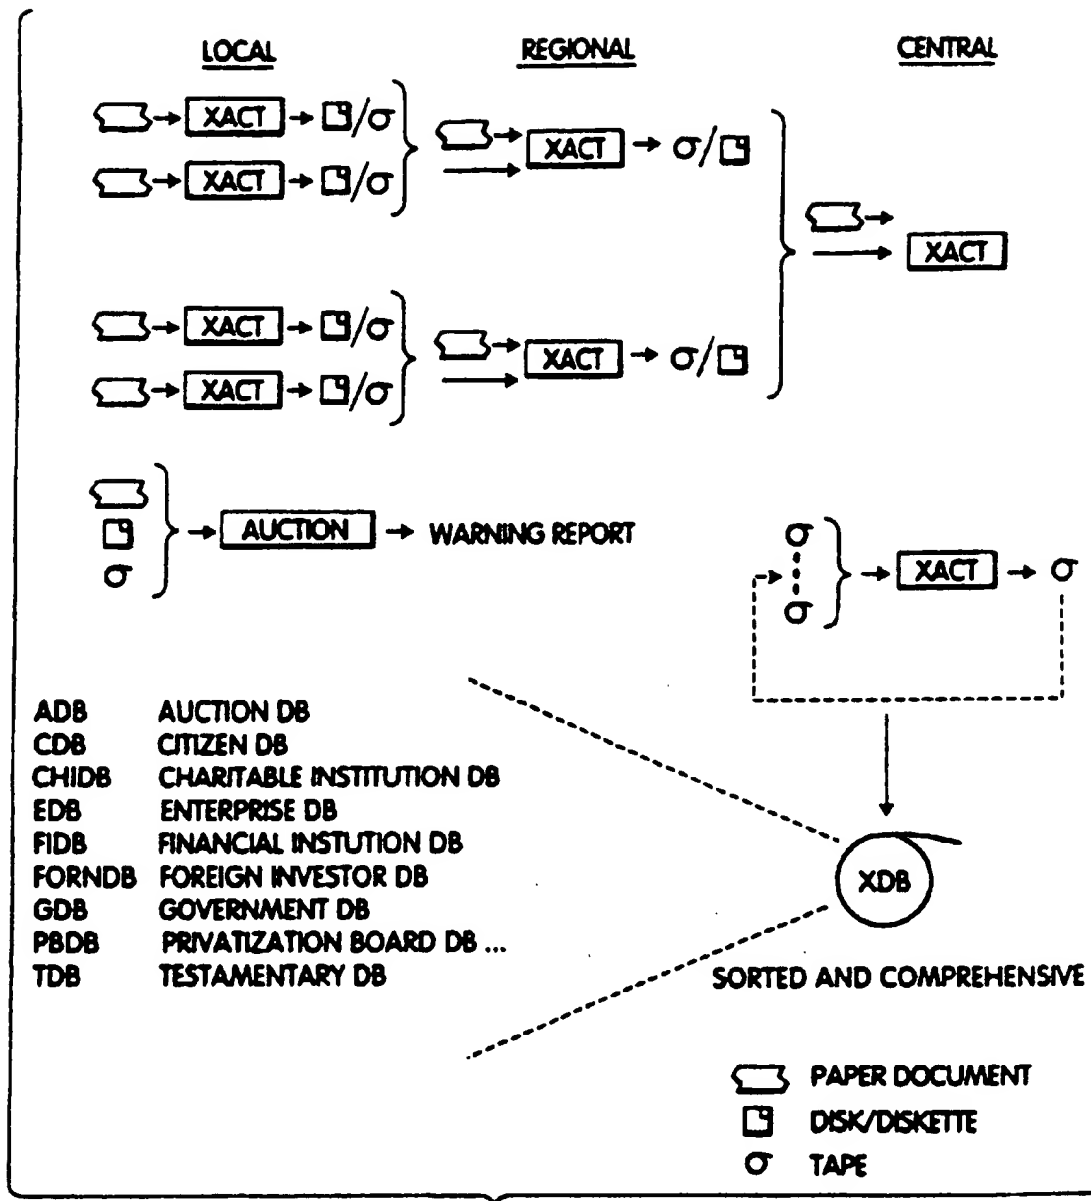 LOCAL REGIONAL CENTRAL
XACT
XACT
XACT
XACT
XACT
XACT
XACT
XACT
XACT
AUCTION WARNING REPORT
XACT
ADB AUCTION DB
CDB CITIZEN DB
CHIDB CHARITABLE INSTITUTION DB
EDB ENTERPRISE DB
FIDB FINANCIAL INSTUTION DB
FORNDB FOREIGN INVESTOR DB
GDB GOVERNMENT DB
PBDB PRIVATIZATION BOARD DB ...
TDB TESTAMENTARY DB
XDB
SORTED AND COMPREHENSIVE
PAPER DOCUMENT
DISK/DISKETTE
TAPE